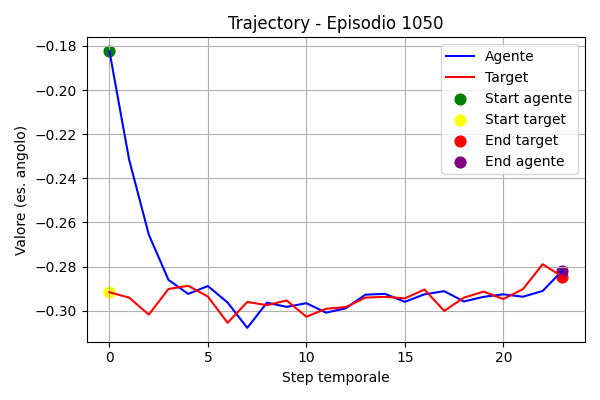 Trajectory - Episodio 1050
Agente
Target
Start agente
Start target
End target
End agente
Valore (es. angolo)
−0.18
−0.20
−0.22
−0.24
−0.26
−0.28
−0.30
0 5 10 15 20
Step temporale